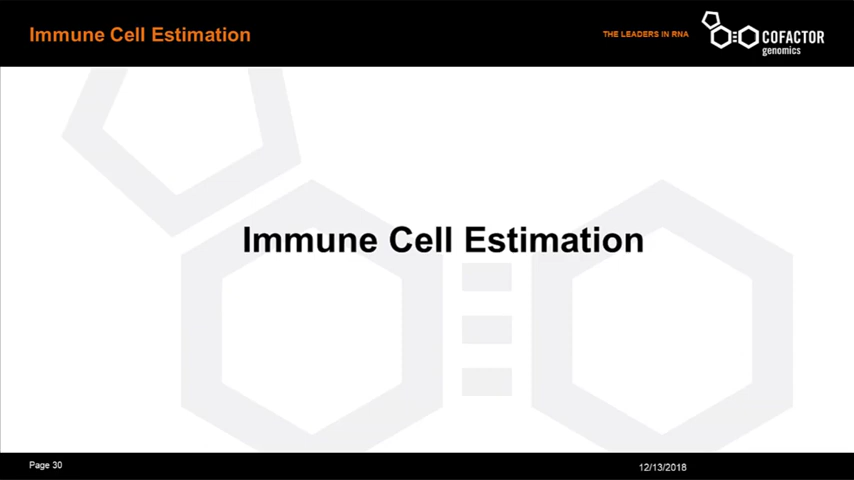 Immune Cell Estimation
THE LEADERS IN RNA
COFACTOR
genomics
Immune Cell Estimation
Page 30
12/13/2018